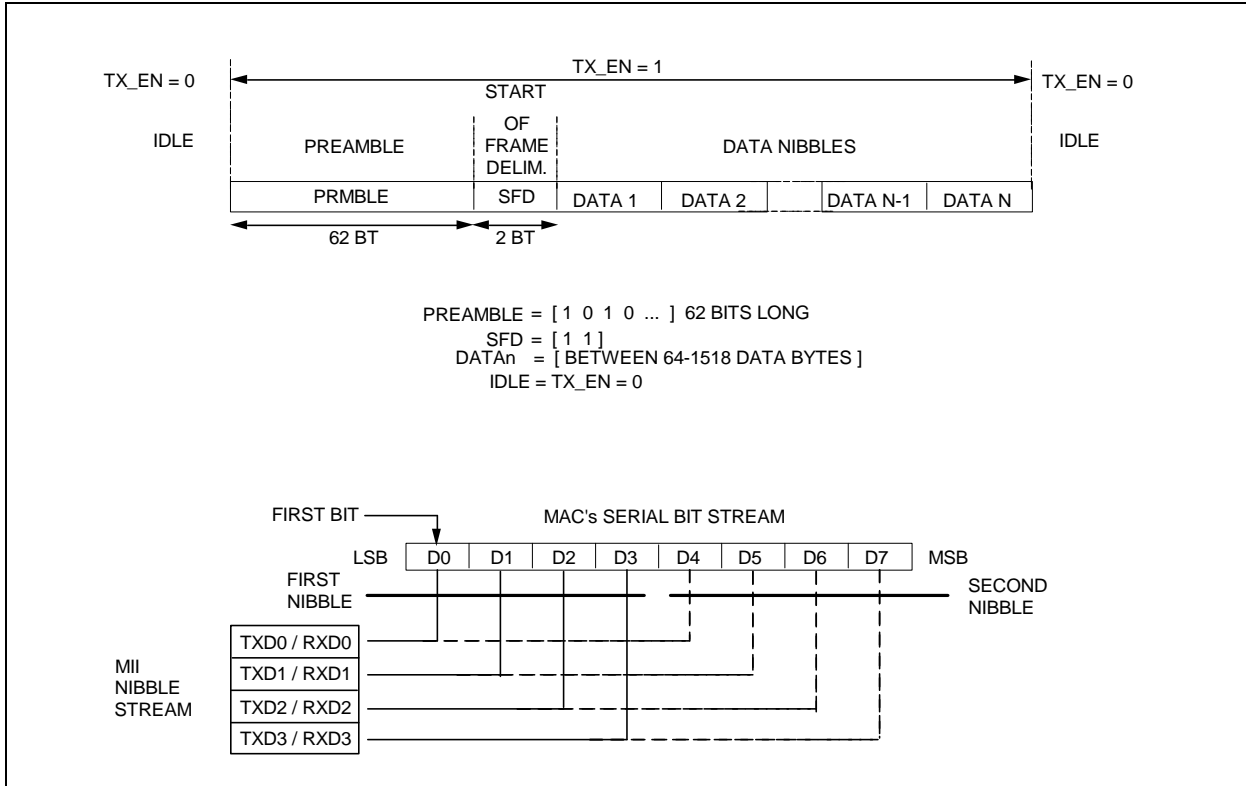 TX_EN = 1
TX_EN = 0
TX_EN = 0
START
OF
FRAME
DELIM.
IDLE
PREAMBLE
DATA NIBBLES
IDLE
PRMBLE
SFD
DATA 1
DATA 2
DATA N-1
DATA N
62 BT
2 BT
PREAMBLE = [ 1 0 1 0 ... ] 62 BITS LONG
SFD = [ 1 1 ]
DATAn = [ BETWEEN 64-1518 DATA BYTES ]
IDLE = TX_EN = 0
FIRST BIT
MAC's SERIAL BIT STREAM
LSB
D0
D1
D2
D3
D4
D5
D6
D7
MSB
FIRST
NIBBLE
SECOND
NIBBLE
TXD0 / RXD0
TXD1 / RXD1
TXD2 / RXD2
TXD3 / RXD3
MII
NIBBLE
STREAM